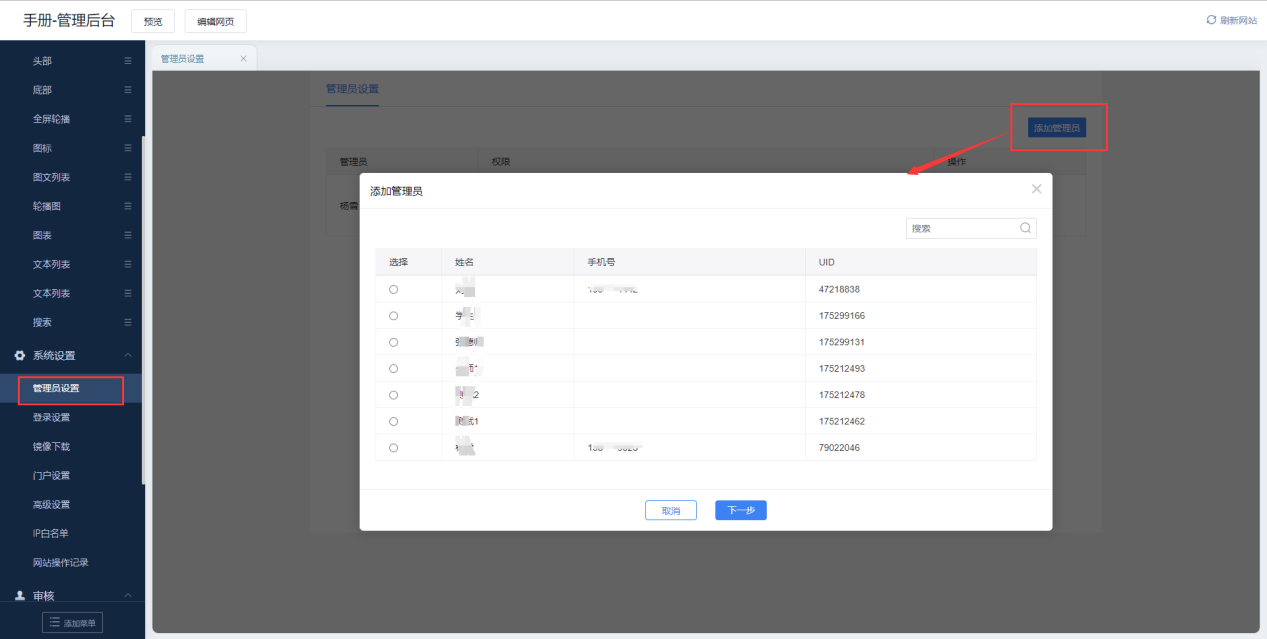 手册-管理后台 预览 编辑网页 刷新网站
头部
底部
全屏轮播
图标
图文列表
轮播图
图表
文本列表
文本列表
搜索
系统设置
管理员设置
登录设置
镜像下载
门户设置
高级设置
IP白名单
网站操作记录
审核
添加菜单
管理员设置
管理员设置
添加管理员
管理员 权限 操作
添加管理员
搜索
选择 姓名 手机号 UID
47218838
175299166
175299131
175212493
2 175212478
测试1 175212462
79022046
取消 下一步